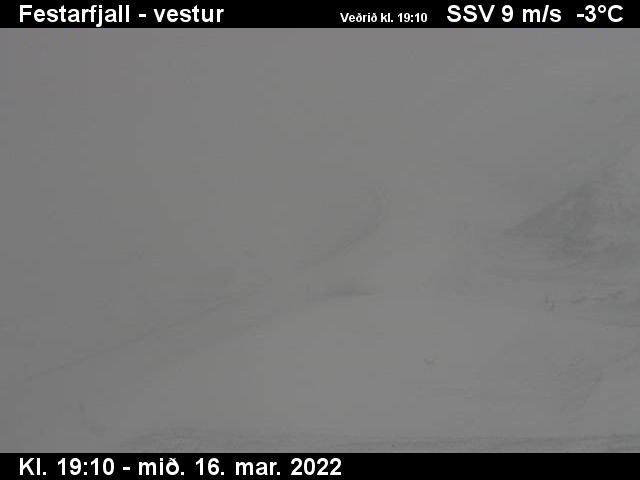 Festarfjall - vestur Veðrið kl. 19:10 SSV 9 m/s -3°C
Kl. 19:10 - mið. 16. mar. 2022